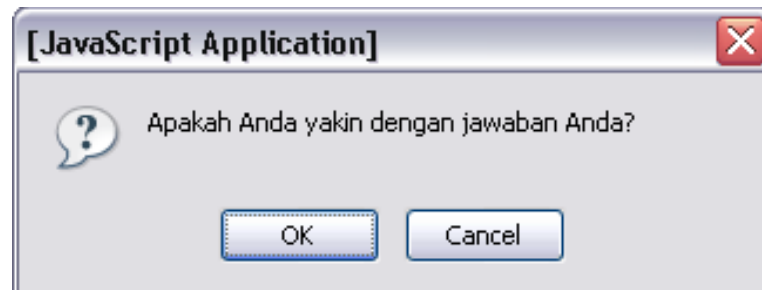 [JavaScript Application]
Apakah Anda yakin dengan jawaban Anda?
OK Cancel